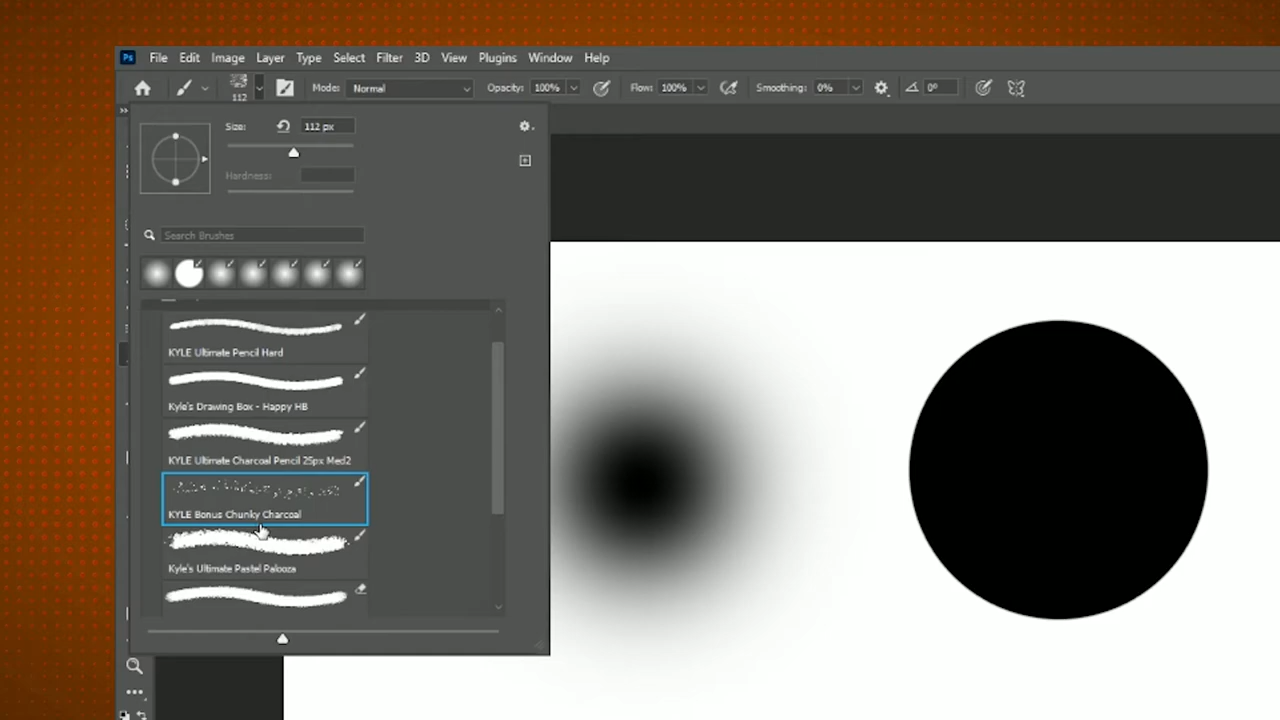 Ps File Edit Image Layer Type Select Filter 3D View Plugins Window Help
112 Mode: Normal Opacity: 100% Flow: 100% Smoothing: 0% 0°
Size: 112 px
Hardness:
Search Brushes
KYLE Ultimate Pencil Hard
Kyle's Drawing Box - Happy HB
KYLE Ultimate Charcoal Pencil 25px Med2
KYLE Bonus Chunky Charcoal
Kyle's Ultimate Pastel Palooza